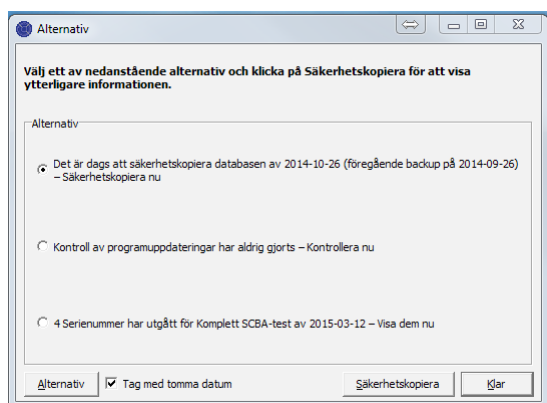 Alternativ
Välj ett av nedanstående alternativ och klicka på Säkerhetskopiera för att visa
ytterligare informationen.
Alternativ
Det är dags att säkerhetskopiera databasen av 2014-10-26 (föregående backup på 2014-09-26)
– Säkerhetskopiera nu
Kontroll av programuppdateringar har aldrig gjorts – Kontrollera nu
4 Serienummer har utgått för Komplett SCBA-test av 2015-03-12 – Visa dem nu
Alternativ
Tag med tomma datum
Säkerhetskopiera
Klar